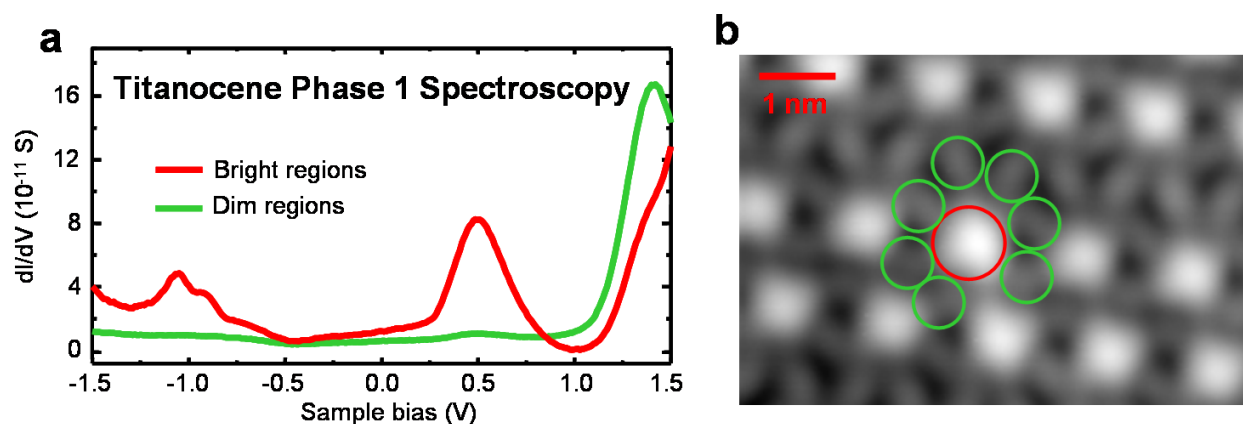 a
Titanocene Phase 1 Spectroscopy
Bright regions
Dim regions
dI/dV (10⁻¹¹ S)
16
12
8
4
0
-1.5
-1.0
-0.5
0.0
0.5
1.0
1.5
Sample bias (V)
b
1 nm